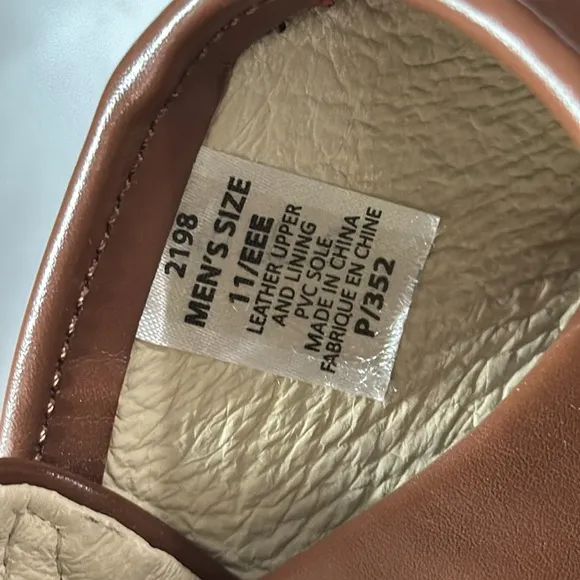 2198
MEN'S SIZE
11/EEE
LEATHER UPPER
AND LINING
PVC SOLE
MADE IN CHINA
FABRIQUE EN CHINE
P/352